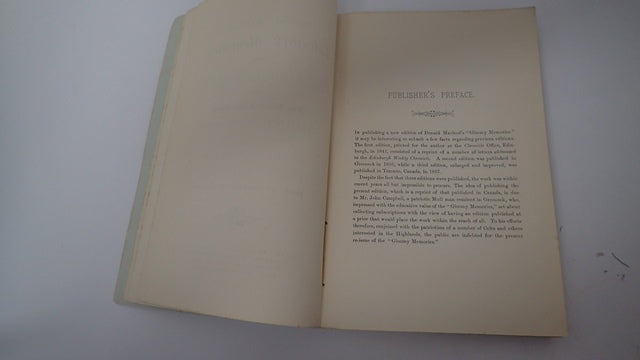 PUBLISHER'S PREFACE.
In publishing a new edition of Donald Macleod's "Gloomy Memories"
it may be interesting to submit a few facts regarding previous editions.
The first edition, printed for the author at the Chronicle Office, Edin-
burgh, in 1841, consisted of a reprint of a number of letters addressed
to the Edinburgh Weekly Chronicle. A second edition was published in
Greenock in 1856, while a third edition, enlarged and improved, was
published in Toronto, Canada, in 1857.
Despite the fact that three editions were published, the work was within
recent years all but impossible to procure. The idea of publishing the
present edition, which is a reprint of that published in Canada, is due
to Mr. John Campbell, a patriotic Mull man resident in Greenock, who,
impressed with the educative value of the "Gloomy Memories," set about
collecting subscriptions with the view of having an edition published at
a price that would place the work within the reach of all. To his efforts
therefore, conjoined with the patriotism of a number of Celts and others
interested in the Highlands, the public are indebted for the present
re-issue of the "Gloomy Memories."